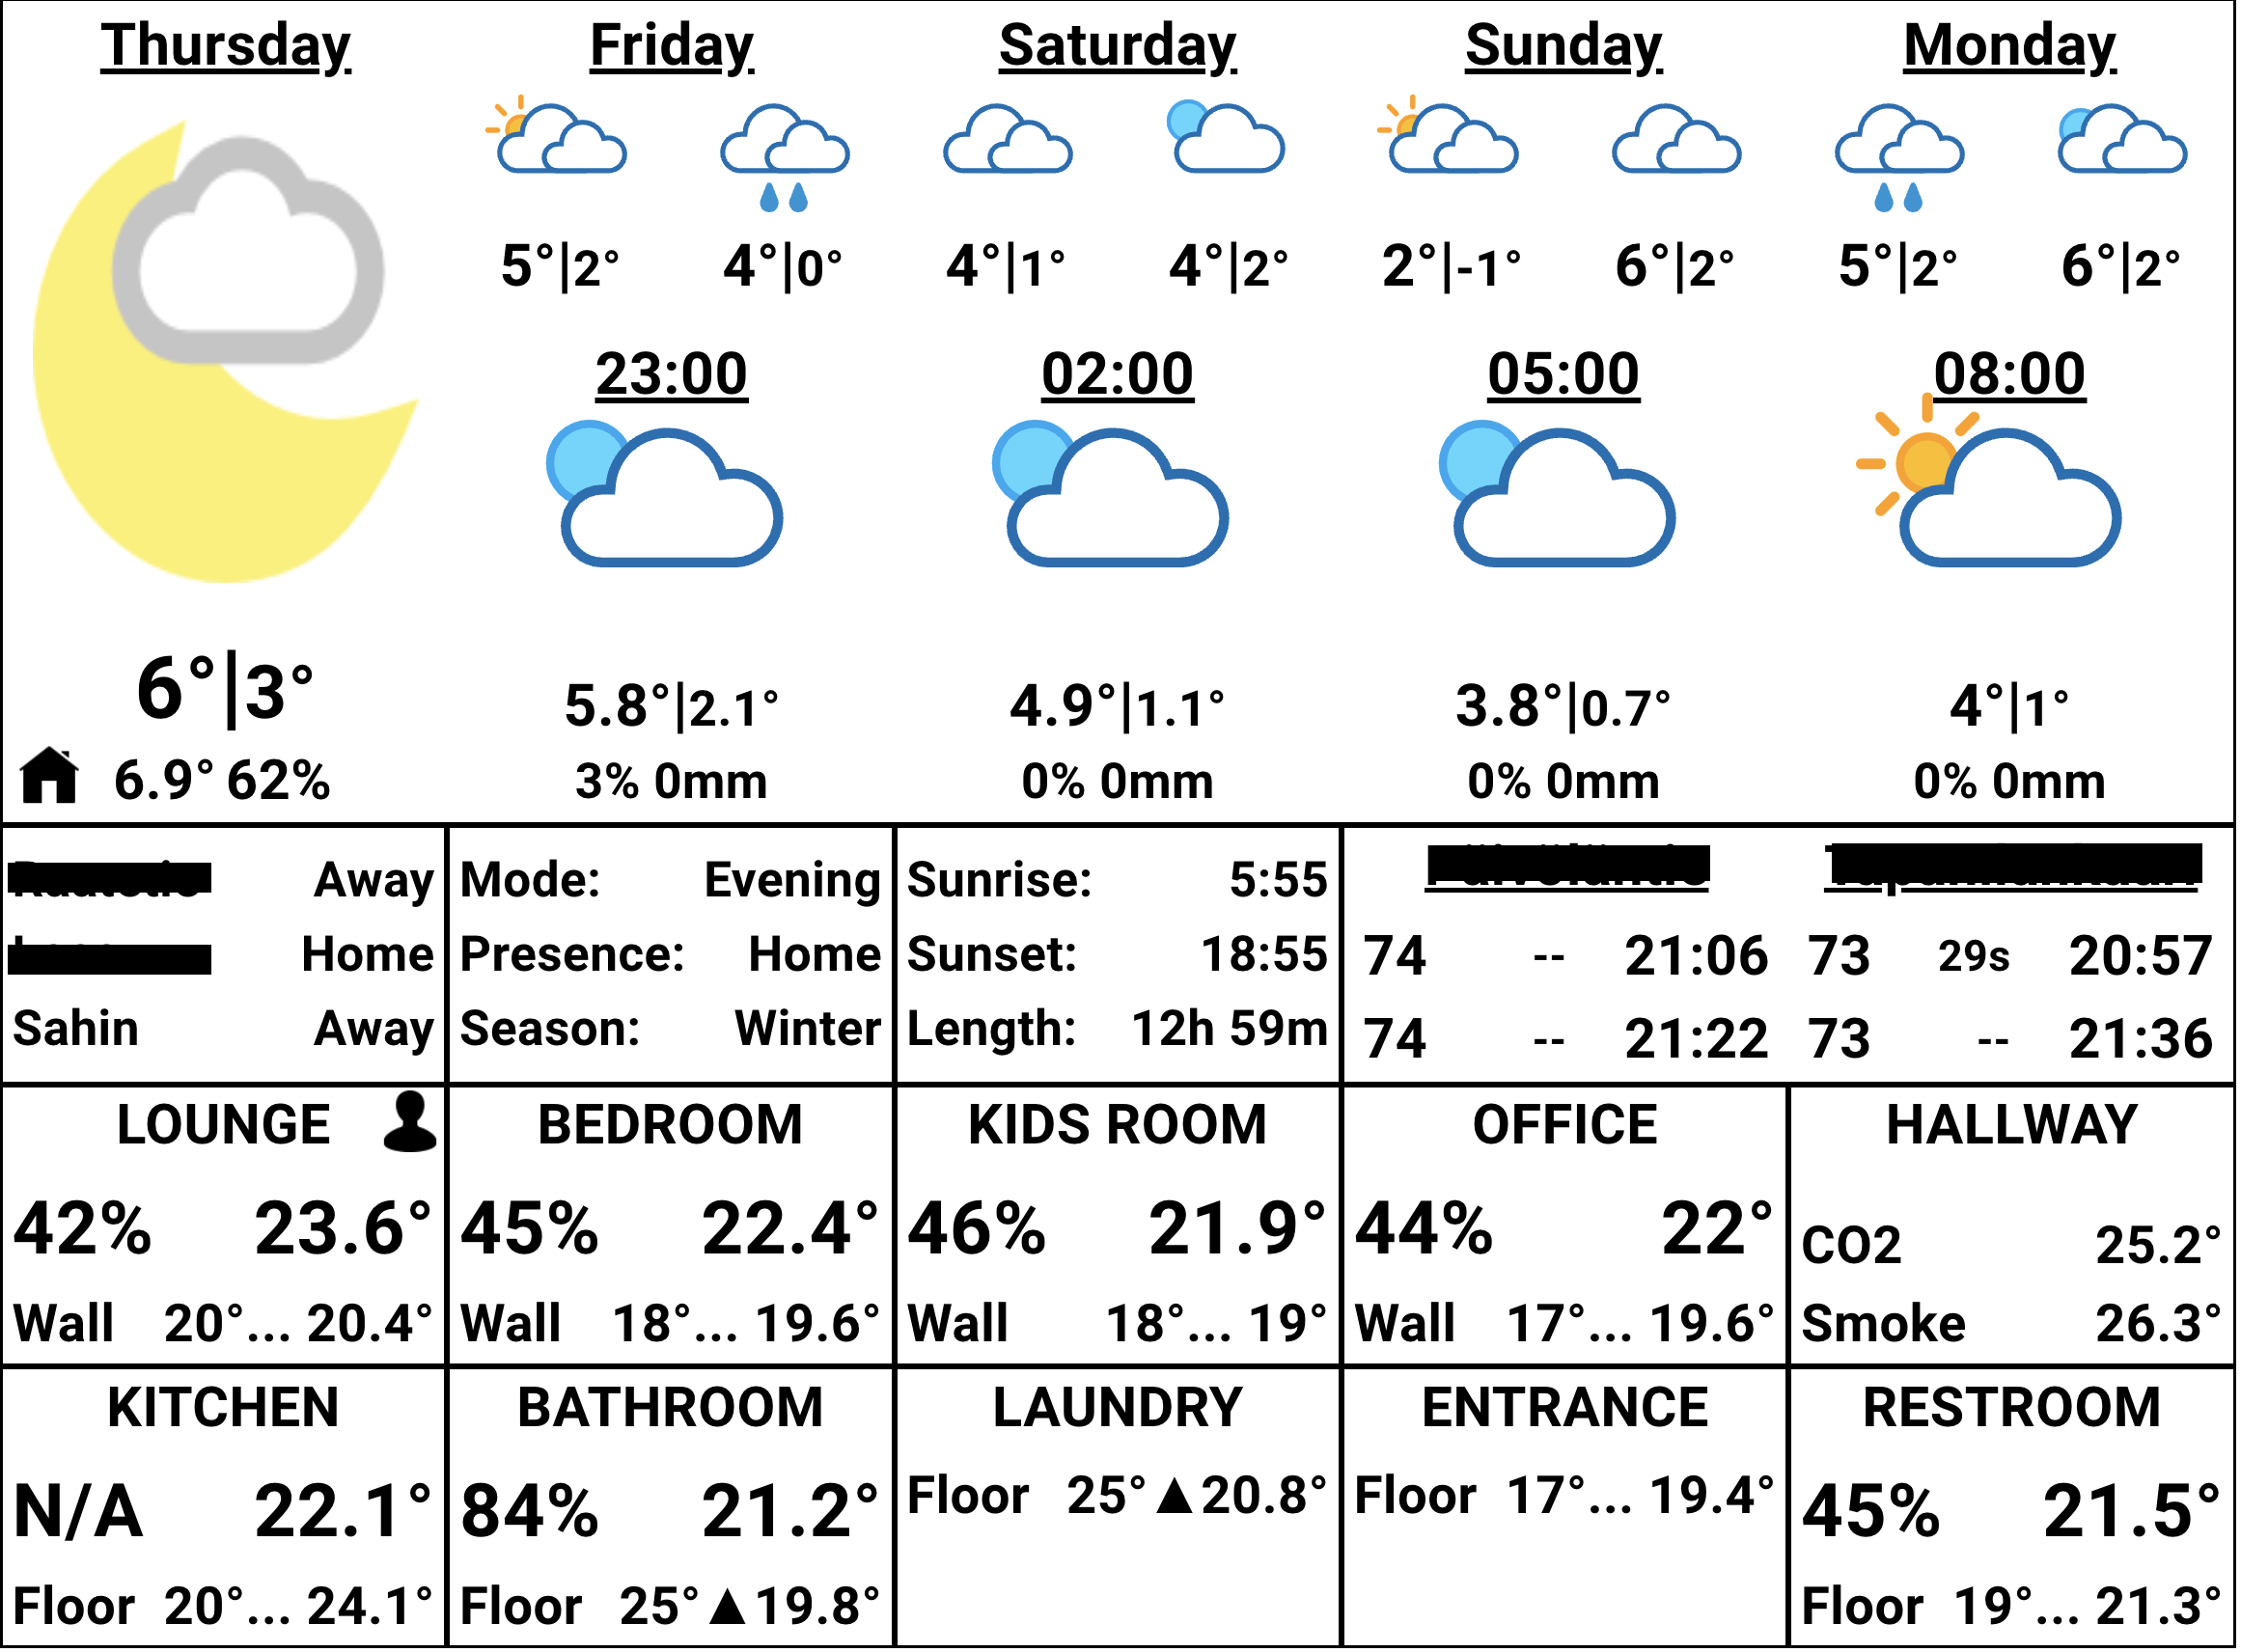 Thursday Friday Saturday Sunday Monday
5°|2° 4°|0° 4°|1° 4°|2° 2°|-1° 6°|2° 5°|2° 6°|2°
23:00 02:00 05:00 08:00
6°|3° 5.8°|2.1° 4.9°|1.1° 3.8°|0.7° 4°|1°
6.9° 62% 3% 0mm 0% 0mm 0% 0mm 0% 0mm
Away Mode: Evening Sunrise: 5:55
Home Presence: Home Sunset: 18:55 74 -- 21:06 73 29s 20:57
Sahin Away Season: Winter Length: 12h 59m 74 -- 21:22 73 -- 21:36
LOUNGE BEDROOM KIDS ROOM OFFICE HALLWAY
42% 23.6° 45% 22.4° 46% 21.9° 44% 22° CO2 25.2°
Wall 20°... 20.4° Wall 18°... 19.6° Wall 18°... 19° Wall 17°... 19.6° Smoke 26.3°
KITCHEN BATHROOM LAUNDRY ENTRANCE RESTROOM
N/A 22.1° 84% 21.2° Floor 25°▲20.8° Floor 17°... 19.4° 45% 21.5°
Floor 20°... 24.1° Floor 25°▲19.8° Floor 19°... 21.3°